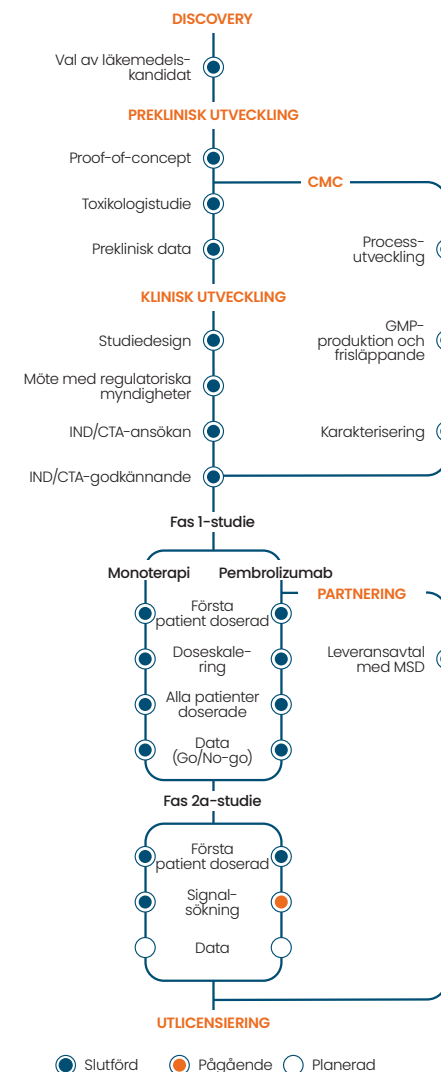 DISCOVERY
Val av läkemedels-
kandidat
PREKLINISK UTVECKLING
Proof-of-concept
CMC
Toxikologistudie
Preklinisk data
Process-
utveckling
KLINISK UTVECKLING
Studiedesign
GMP-
produktion och
frisläppande
Möte med regulatoriska
myndigheter
IND/CTA-ansökan
Karakterisering
IND/CTA-godkännande
Fas 1-studie
Monoterapi
Pembrolizumab
PARTNERING
Första
patient doserad
Doseskale-
ring
Leveransavtal
med MSD
Alla patienter
doserade
Data
(Go/No-go)
Fas 2a-studie
Första
patient doserad
Signal-
sökning
Data
UTLICENSIERING
Slutförd
Pågående
Planerad